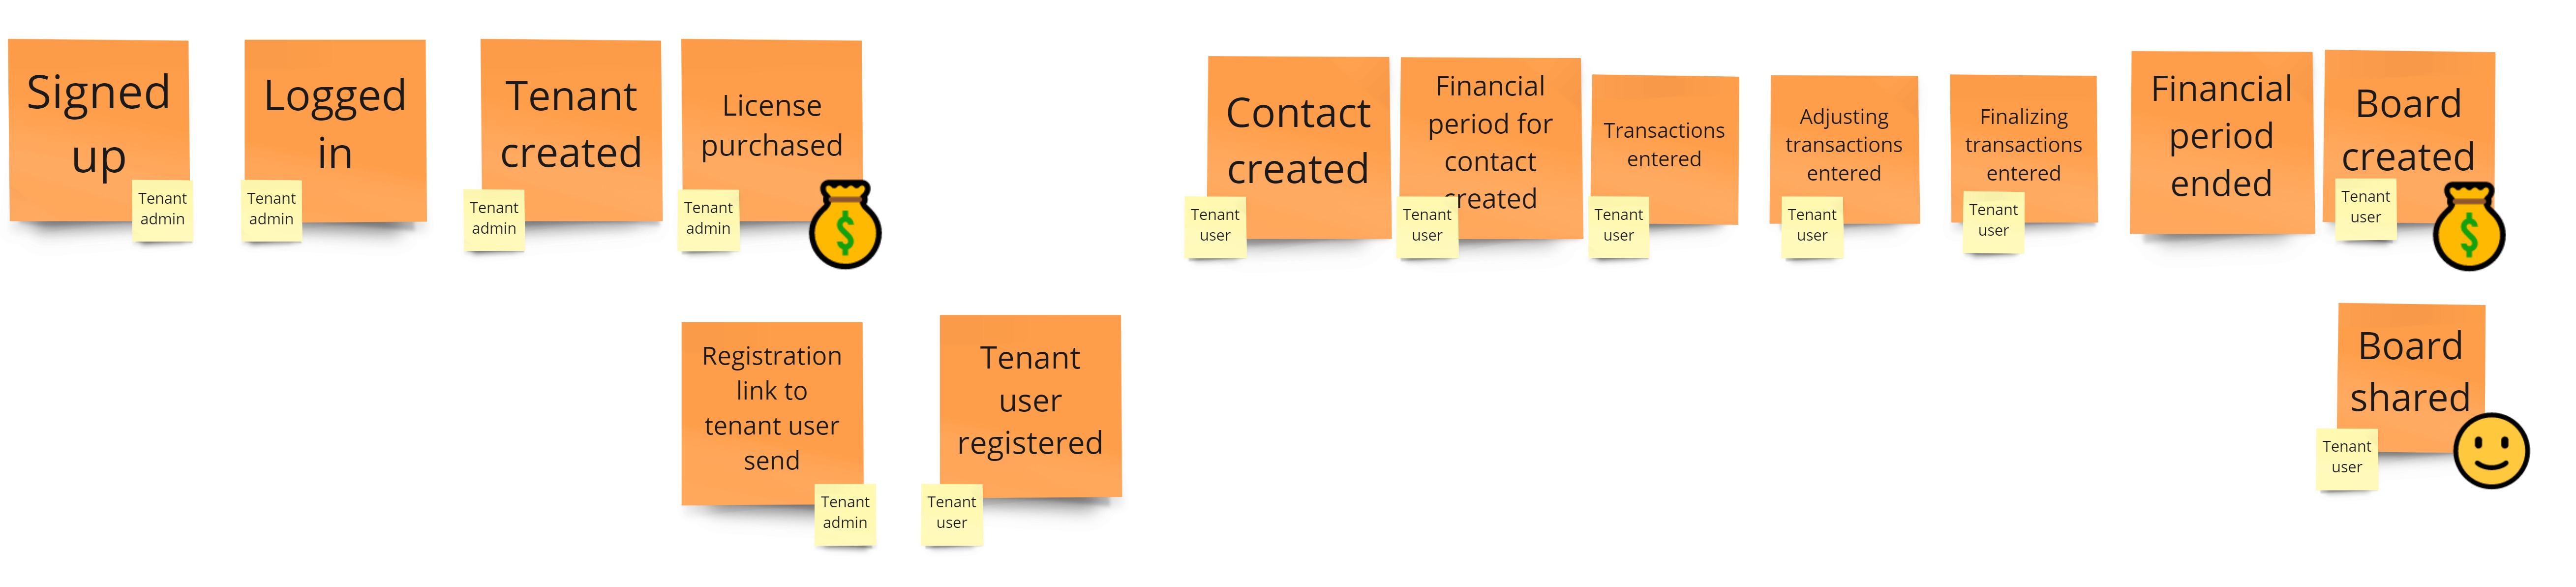 Signed
up
Tenant
admin
Logged
in
Tenant
admin
Tenant
created
Tenant
admin
License
purchased
Tenant
admin
$
Contact
created
Tenant
user
Financial
period for
contact
created
Tenant
user
Transactions
entered
Tenant
user
Adjusting
transactions
entered
Tenant
user
Finalizing
transactions
entered
Tenant
user
Financial
period
ended
Board
created
Tenant
user
$
Registration
link to
tenant user
send
Tenant
admin
Tenant
user
registered
Tenant
user
Board
shared
Tenant
user